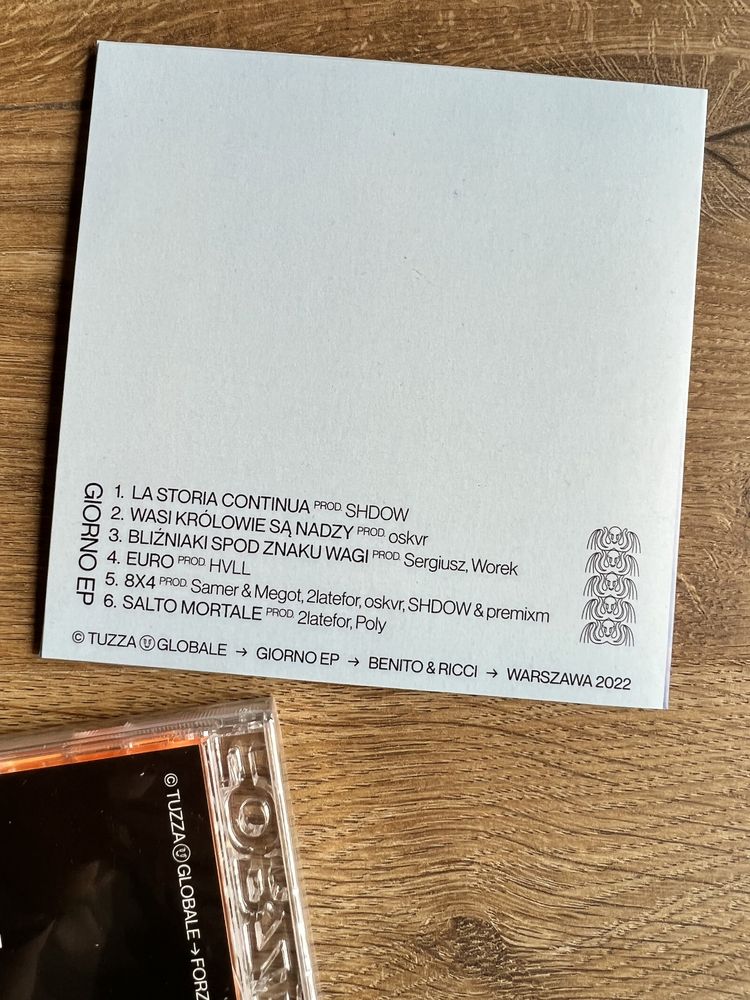 GIORNO EP
1. LA STORIA CONTINUA PROD. SHDOW
2. WASI KRÓLOWIE SĄ NADZY PROD. oskvr
3. BLIŹNIAKI SPOD ZNAKU WAGI PROD. Sergiusz, Worek
4. EURO PROD. HVLL
5. 8X4 PROD. Samer & Megot, 2latefor, oskvr, SHDOW & premixm
6. SALTO MORTALE PROD. 2latefor, Poly
© TUZZA GLOBALE → GIORNO EP → BENITO & RICCI → WARSZAWA 2022
© TUZZA GLOBALE → FORZ